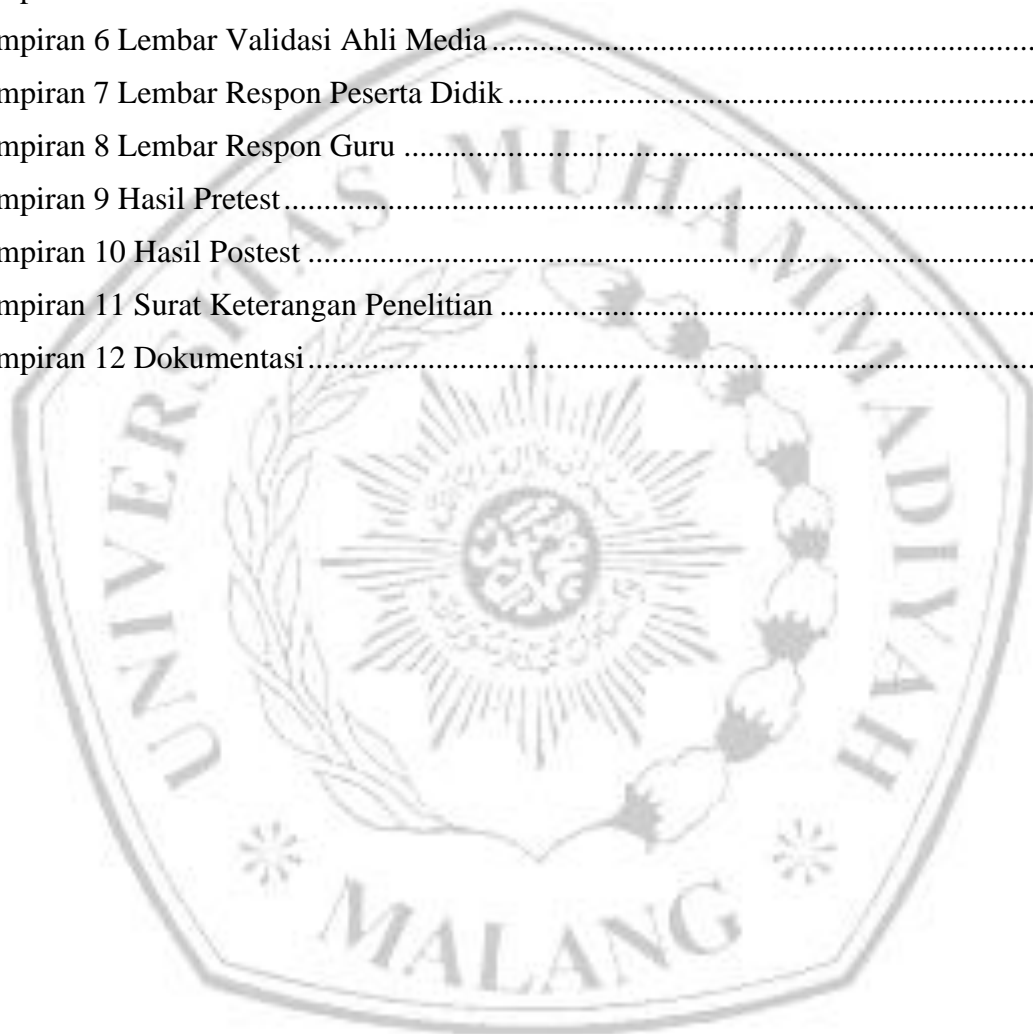 mpiran 6 Lembar Validasi Ahli Media ....................................................................
mpiran 7 Lembar Respon Peserta Didik ..................................................................
mpiran 8 Lembar Respon Guru ...............................................................................
mpiran 9 Hasil Pretest..............................................................................................
mpiran 10 Hasil Postest ...........................................................................................
mpiran 11 Surat Keterangan Penelitian ...................................................................
mpiran 12 Dokumentasi...........................................................................................
UNIVERSITAS MUHAMMADIYAH
MALANG